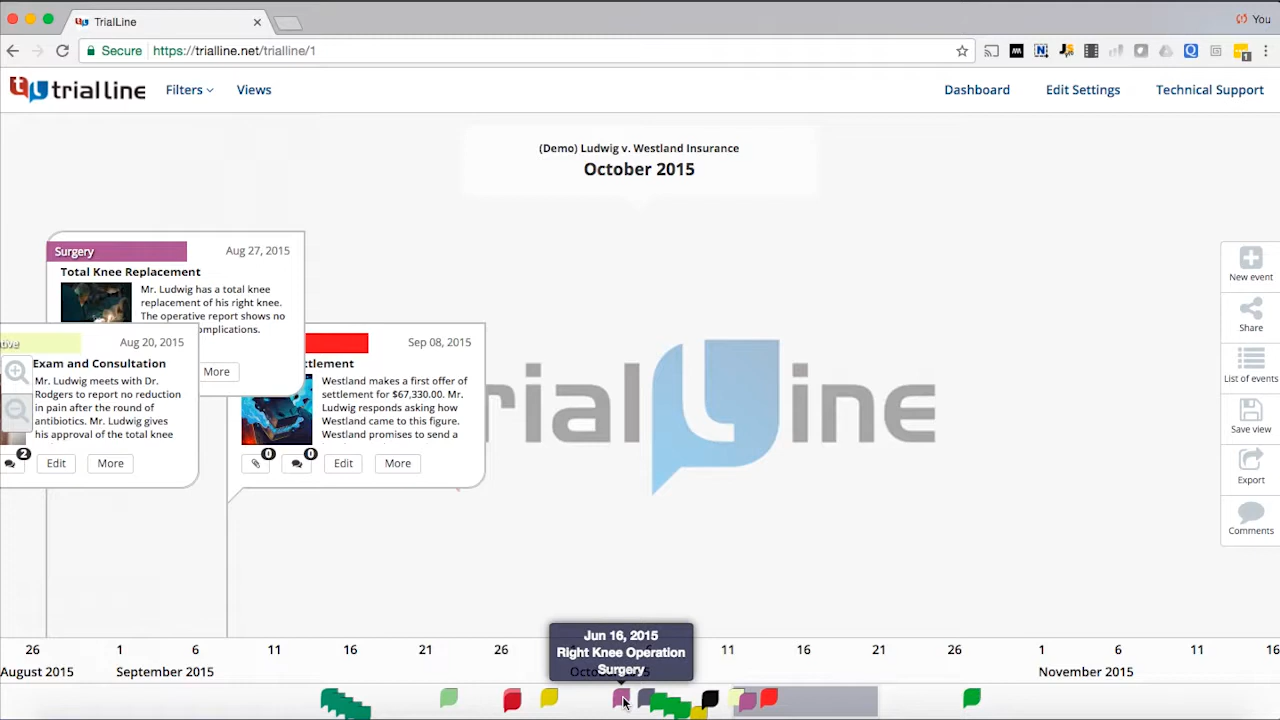 TrialLine
You
Secure https://trialline.net/trialline/1
1
trial line Filters Views Dashboard Edit Settings Technical Support
(Demo) Ludwig v. Westland Insurance
October 2015
Surgery Aug 27, 2015
Total Knee Replacement
Mr. Ludwig has a total knee
replacement of his right knee.
The operative report shows no
omplications.
More
tive Aug 20, 2015
Exam and Consultation
Mr. Ludwig meets with Dr.
Rodgers to report no reduction
in pain after the round of
antibiotics. Mr. Ludwig gives
his approval of the total knee
2 Edit More
Sep 08, 2015
ttlement
Westland makes a first offer of
settlement for $67,330.00. Mr.
Ludwig responds asking how
Westland came to this figure.
Westland promises to send a
0 0 Edit More
rial ine
New event
Share
List of events
Save view
Export
Comments
Jun 16, 2015
Right Knee Operation
Surgery
26 1 6 11 16 21 26 11 16 21 26 1 6 11 16
August 2015 September 2015 Octo November 2015